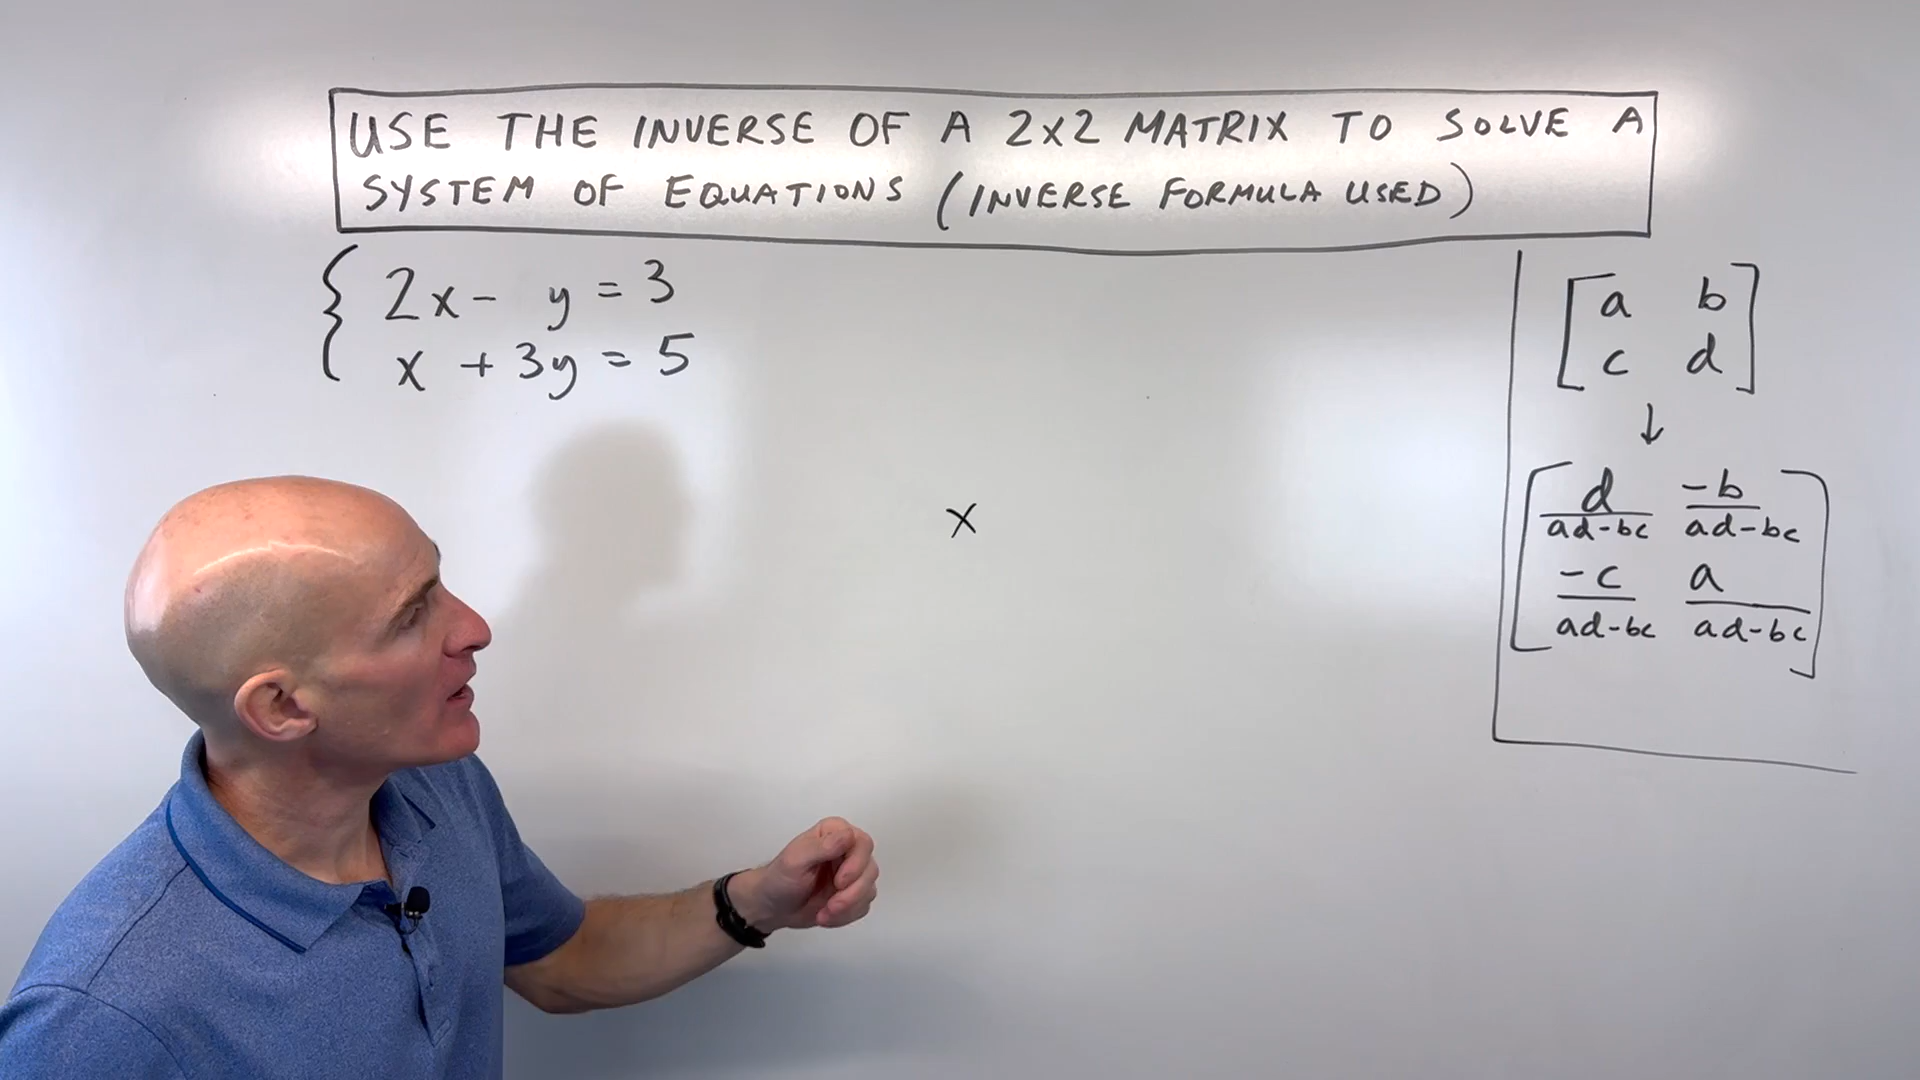 USE THE INVERSE OF A 2X2 MATRIX TO SOLVE A
SYSTEM OF EQUATIONS (INVERSE FORMULA USED)
{ 2x - y = 3
x + 3y = 5
x
[a b
c d]
↓
[d/ad-bc -b/ad-bc
-c/ad-bc a/ad-bc]